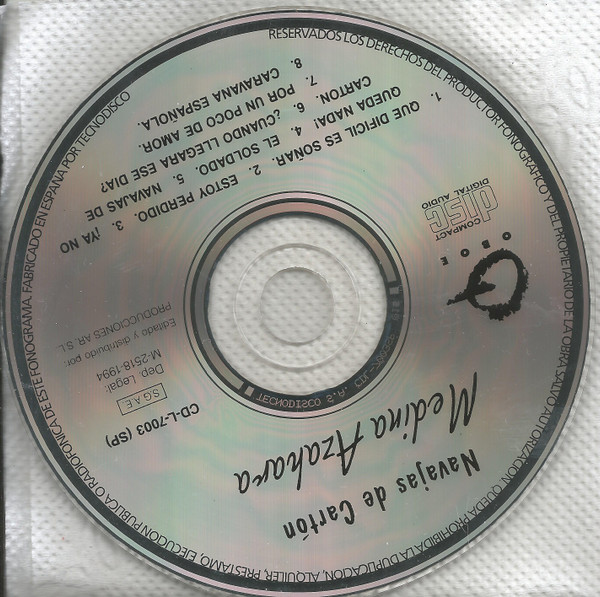 Navajas de Cartón
Medina Azahara
OBOE
COMPACT
disc
DIGITAL AUDIO
CD-L-7003 (SP)
S.G.A.E
Dep. Legal:
M-2518-1994
Editado y distribuido por:
PRODUCCIONES AR. S.L.
1. QUE DIFICIL ES SOÑAR. 2. ESTOY PERDIDO. 3. ¡YA NO
QUEDA NADA! 4. EL SOLDADO. 5. NAVAJAS DE
CARTON. 6. ¿CUANDO LLEGARA ESE DIA?
7. POR UN POCO DE AMOR.
8. CARAVANA ESPAÑOLA.
RESERVADOS LOS DERECHOS DEL PRODUCTOR FONOGRAFICO Y DEL PROPIETARIO DE LA OBRA. SALVO AUTORIZACION, QUEDA PROHIBIDA LA DUPLICACION, ALQUILER, PRESTAMO, EJECUCION PUBLICA O RADIOFONICA DE ESTE FONOGRAMA. FABRICADO EN ESPAÑA POR TECNODISCO
TECNODISCO S.A.